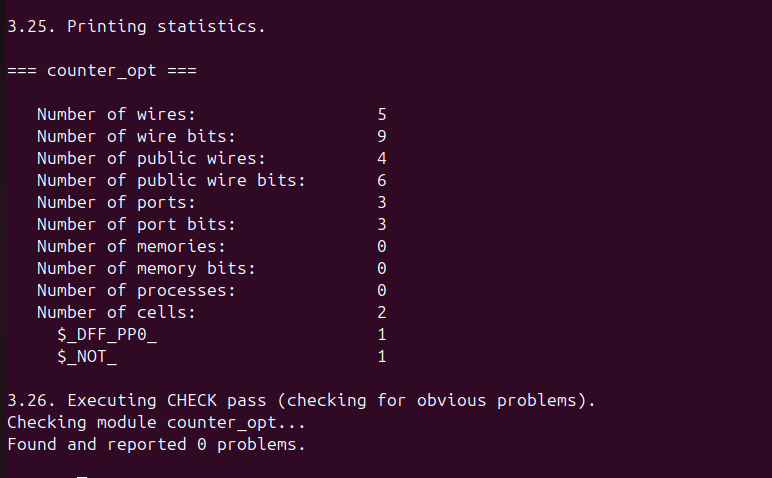 3.25. Printing statistics.
=== counter_opt ===
Number of wires: 5
Number of wire bits: 9
Number of public wires: 4
Number of public wire bits: 6
Number of ports: 3
Number of port bits: 3
Number of memories: 0
Number of memory bits: 0
Number of processes: 0
Number of cells: 2
$_DFF_PP0_ 1
$_NOT_ 1
3.26. Executing CHECK pass (checking for obvious problems).
Checking module counter_opt...
Found and reported 0 problems.